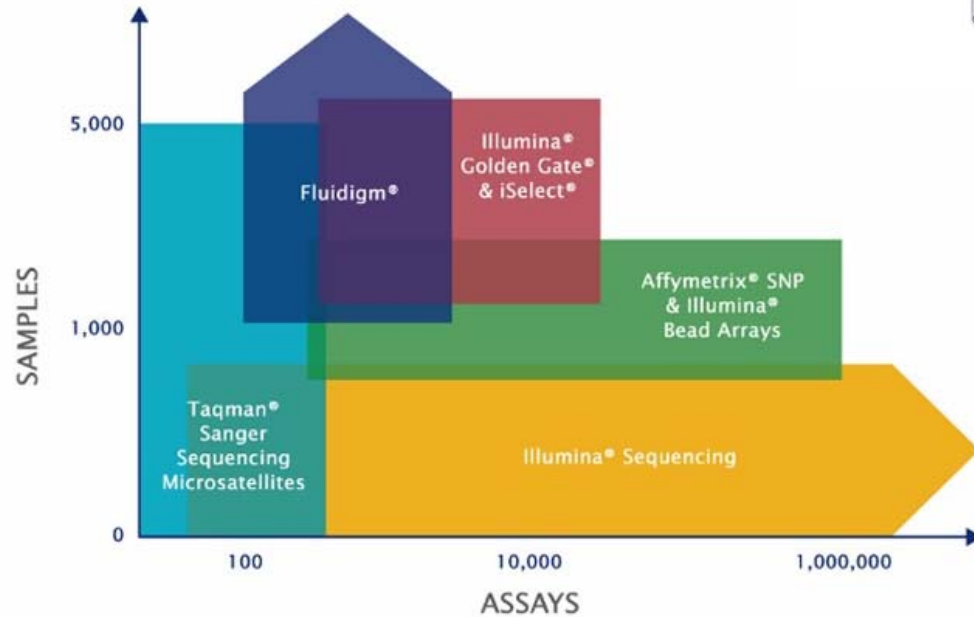 5,000
Illumina®
Golden Gate®
& iSelect®
Fluidigm®
Affymetrix® SNP
& Illumina®
Bead Arrays
SAMPLES
1,000
Taqman®
Sanger
Sequencing
Microsatellites
Illumina® Sequencing
0
100
10,000
1,000,000
ASSAYS